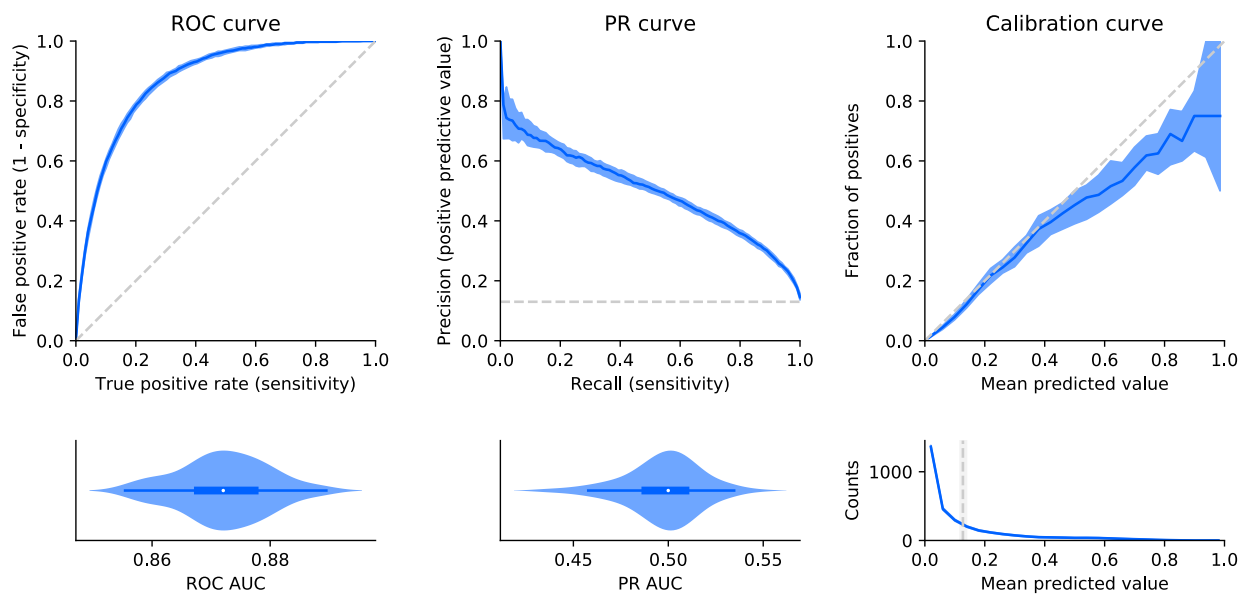 ROC curve
False positive rate (1 - specificity)
1.0
0.8
0.6
0.4
0.2
0.0
0.0 0.2 0.4 0.6 0.8 1.0
True positive rate (sensitivity)
PR curve
Precision (positive predictive value)
1.0
0.8
0.6
0.4
0.2
0.0
0.0 0.2 0.4 0.6 0.8 1.0
Recall (sensitivity)
Calibration curve
Fraction of positives
1.0
0.8
0.6
0.4
0.2
0.0
0.0 0.2 0.4 0.6 0.8 1.0
Mean predicted value
0.86 0.88
ROC AUC
0.45 0.50 0.55
PR AUC
Counts
1000
0
0.0 0.2 0.4 0.6 0.8 1.0
Mean predicted value